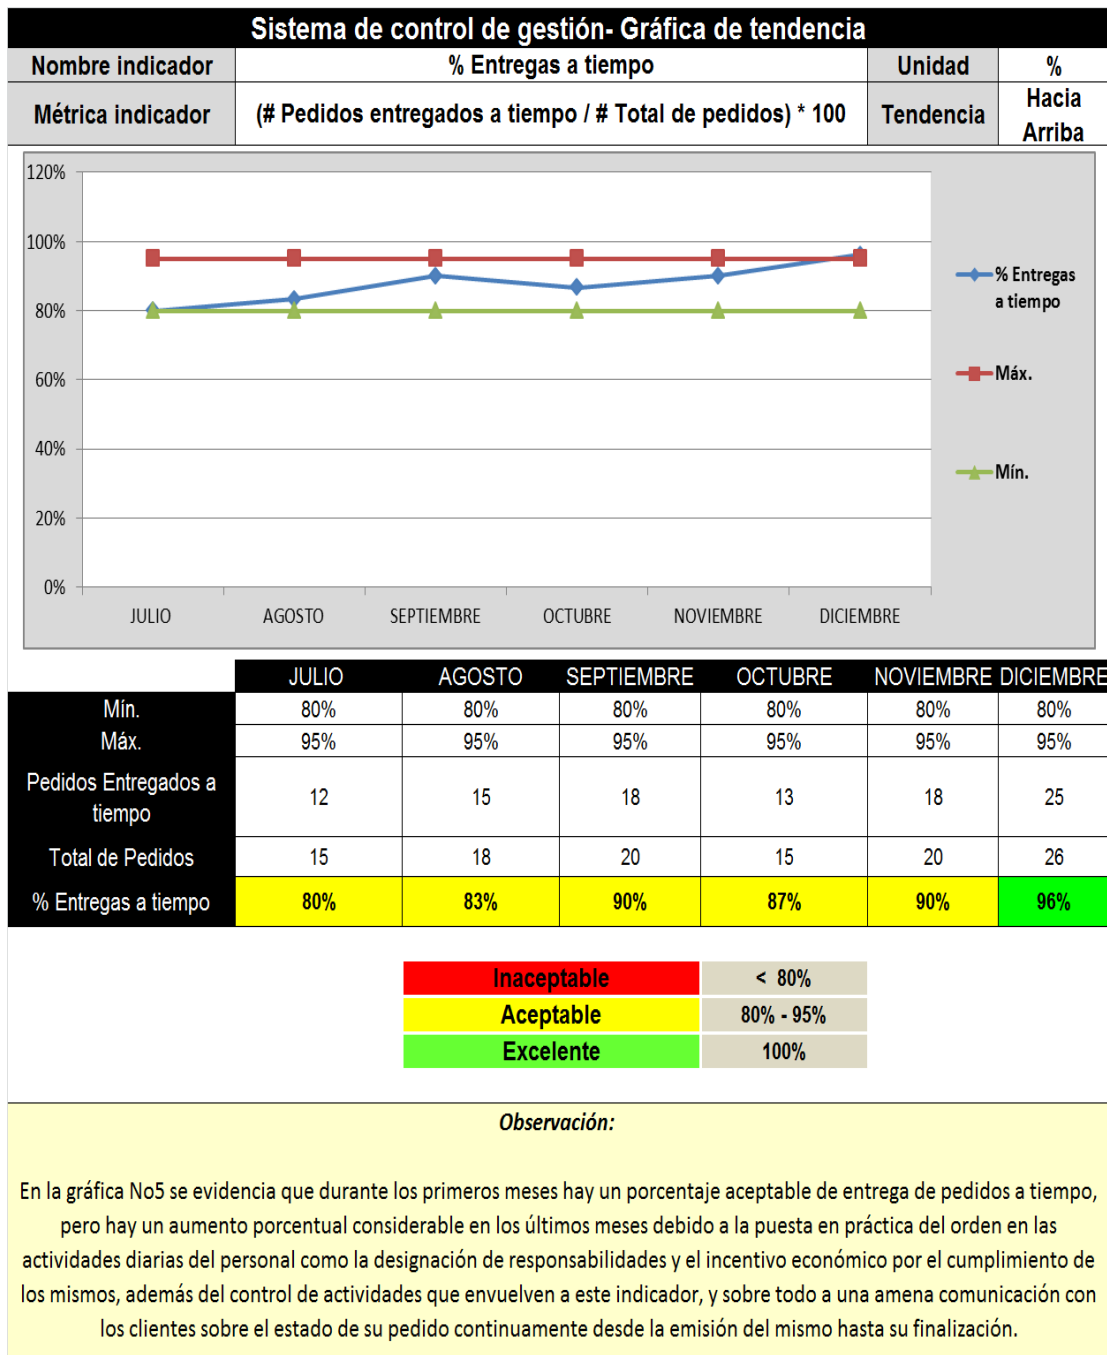 Sistema de control de gestión- Gráfica de tendencia
Nombre indicador % Entregas a tiempo Unidad %
Métrica indicador (# Pedidos entregados a tiempo / # Total de pedidos) * 100 Tendencia Hacia
Arriba
120%
100%
80%
60%
40%
20%
0%
JULIO AGOSTO SEPTIEMBRE OCTUBRE NOVIEMBRE DICIEMBRE
% Entregas
a tiempo
Máx.
Mín.
JULIO AGOSTO SEPTIEMBRE OCTUBRE NOVIEMBRE DICIEMBRE
Mín. 80% 80% 80% 80% 80% 80%
Máx. 95% 95% 95% 95% 95% 95%
Pedidos Entregados a
tiempo 12 15 18 13 18 25
Total de Pedidos 15 18 20 15 20 26
% Entregas a tiempo 80% 83% 90% 87% 90% 96%
Inaceptable < 80%
Aceptable 80% - 95%
Excelente 100%
Observación:
En la gráfica No5 se evidencia que durante los primeros meses hay un porcentaje aceptable de entrega de pedidos a tiempo,
pero hay un aumento porcentual considerable en los últimos meses debido a la puesta en práctica del orden en las
actividades diarias del personal como la designación de responsabilidades y el incentivo económico por el cumplimiento de
los mismos, además del control de actividades que envuelven a este indicador, y sobre todo a una amena comunicación con
los clientes sobre el estado de su pedido continuamente desde la emisión del mismo hasta su finalización.